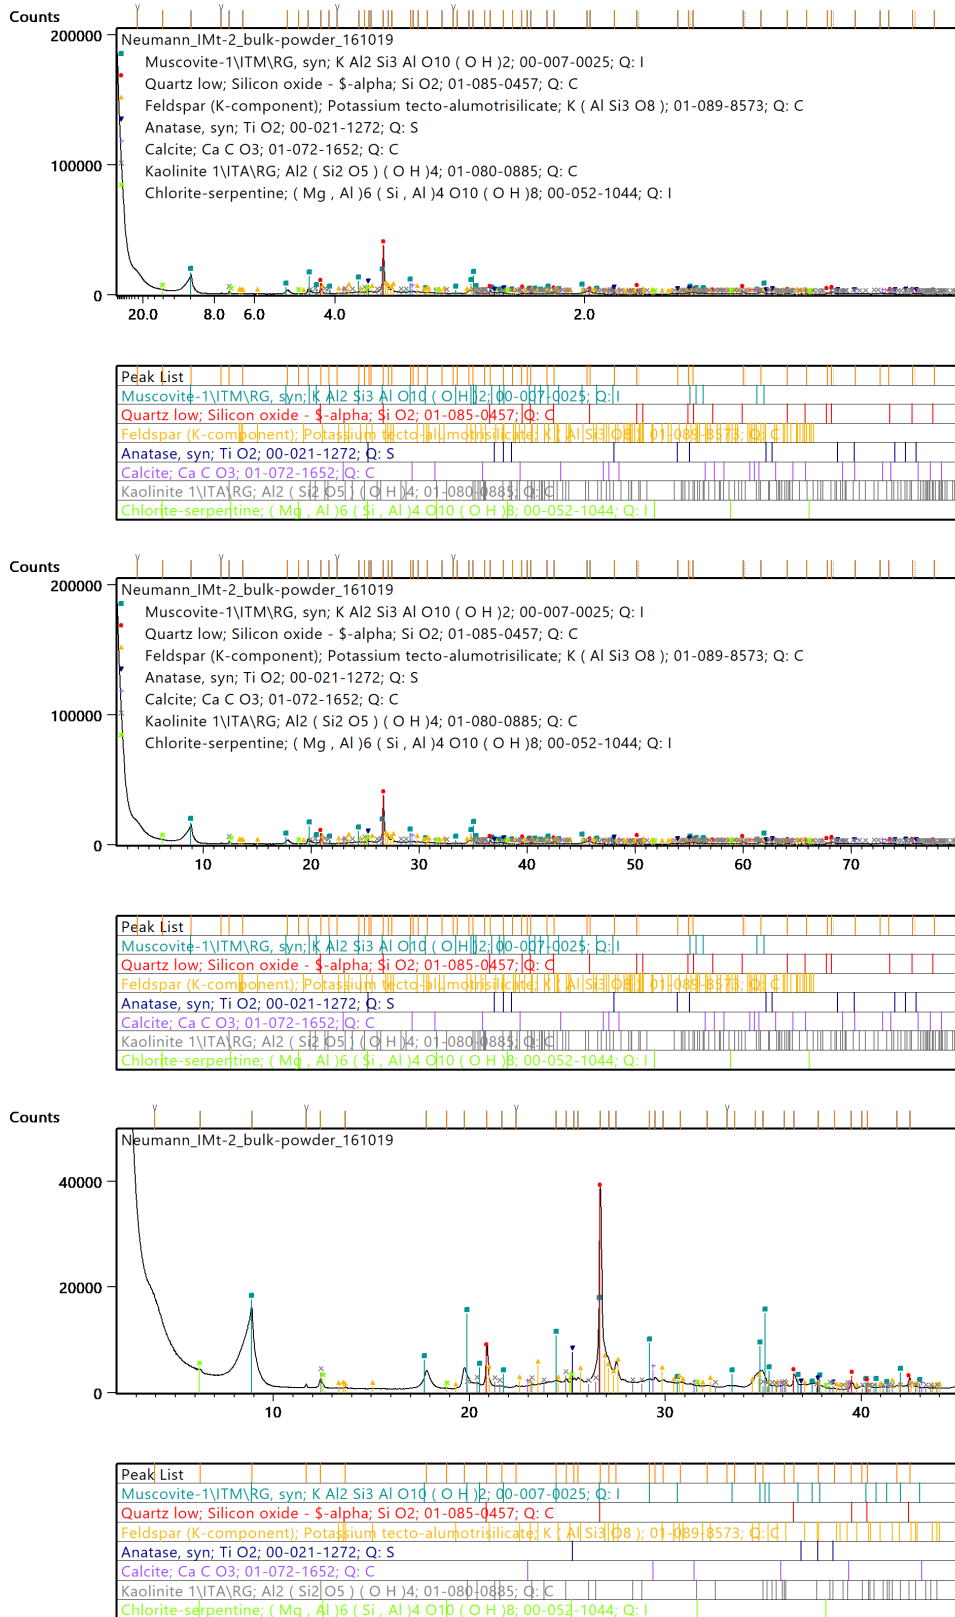 Counts
200000
Neumann_IMt-2_bulk-powder_161019
Muscovite-1\ITM\RG, syn; K Al2 Si3 Al O10 ( O H )2; 00-007-0025; Q: I
Quartz low; Silicon oxide - $-alpha; Si O2; 01-085-0457; Q: C
Feldspar (K-component); Potassium tecto-alumotrisilicate; K ( Al Si3 O8 ); 01-089-8573; Q: C
Anatase, syn; Ti O2; 00-021-1272; Q: S
Calcite; Ca C O3; 01-072-1652; Q: C
100000
Kaolinite 1\ITA\RG; Al2 ( Si2 O5 ) ( O H )4; 01-080-0885; Q: C
Chlorite-serpentine; ( Mg , Al )6 ( Si , Al )4 O10 ( O H )8; 00-052-1044; Q: I
0
20.0 8.0 6.0 4.0 2.0
Peak List
Muscovite-1\ITM\RG, syn; K Al2 Si3 Al O10 ( O H )2; 00-007-0025; Q: I
Quartz low; Silicon oxide - $-alpha; Si O2; 01-085-0457; Q: C
Feldspar (K-component); Potassium tecto-alumotrisilicate; K ( Al Si3 O8 ); 01-089-8573; Q: C
Anatase, syn; Ti O2; 00-021-1272; Q: S
Calcite; Ca C O3; 01-072-1652; Q: C
Kaolinite 1\ITA\RG; Al2 ( Si2 O5 ) ( O H )4; 01-080-0885; Q: C
Chlorite-serpentine; ( Mg , Al )6 ( Si , Al )4 O10 ( O H )8; 00-052-1044; Q: I
Counts
200000
Neumann_IMt-2_bulk-powder_161019
Muscovite-1\ITM\RG, syn; K Al2 Si3 Al O10 ( O H )2; 00-007-0025; Q: I
Quartz low; Silicon oxide - $-alpha; Si O2; 01-085-0457; Q: C
Feldspar (K-component); Potassium tecto-alumotrisilicate; K ( Al Si3 O8 ); 01-089-8573; Q: C
Anatase, syn; Ti O2; 00-021-1272; Q: S
Calcite; Ca C O3; 01-072-1652; Q: C
100000
Kaolinite 1\ITA\RG; Al2 ( Si2 O5 ) ( O H )4; 01-080-0885; Q: C
Chlorite-serpentine; ( Mg , Al )6 ( Si , Al )4 O10 ( O H )8; 00-052-1044; Q: I
0
10 20 30 40 50 60 70
Peak List
Muscovite-1\ITM\RG, syn; K Al2 Si3 Al O10 ( O H )2; 00-007-0025; Q: I
Quartz low; Silicon oxide - $-alpha; Si O2; 01-085-0457; Q: C
Feldspar (K-component); Potassium tecto-alumotrisilicate; K ( Al Si3 O8 ); 01-089-8573; Q: C
Anatase, syn; Ti O2; 00-021-1272; Q: S
Calcite; Ca C O3; 01-072-1652; Q: C
Kaolinite 1\ITA\RG; Al2 ( Si2 O5 ) ( O H )4; 01-080-0885; Q: C
Chlorite-serpentine; ( Mg , Al )6 ( Si , Al )4 O10 ( O H )8; 00-052-1044; Q: I
Counts
Neumann_IMt-2_bulk-powder_161019
40000
20000
0
10 20 30 40
Peak List
Muscovite-1\ITM\RG, syn; K Al2 Si3 Al O10 ( O H )2; 00-007-0025; Q: I
Quartz low; Silicon oxide - $-alpha; Si O2; 01-085-0457; Q: C
Feldspar (K-component); Potassium tecto-alumotrisilicate; K ( Al Si3 O8 ); 01-089-8573; Q: C
Anatase, syn; Ti O2; 00-021-1272; Q: S
Calcite; Ca C O3; 01-072-1652; Q: C
Kaolinite 1\ITA\RG; Al2 ( Si2 O5 ) ( O H )4; 01-080-0885; Q: C
Chlorite-serpentine; ( Mg , Al )6 ( Si , Al )4 O10 ( O H )8; 00-052-1044; Q: I